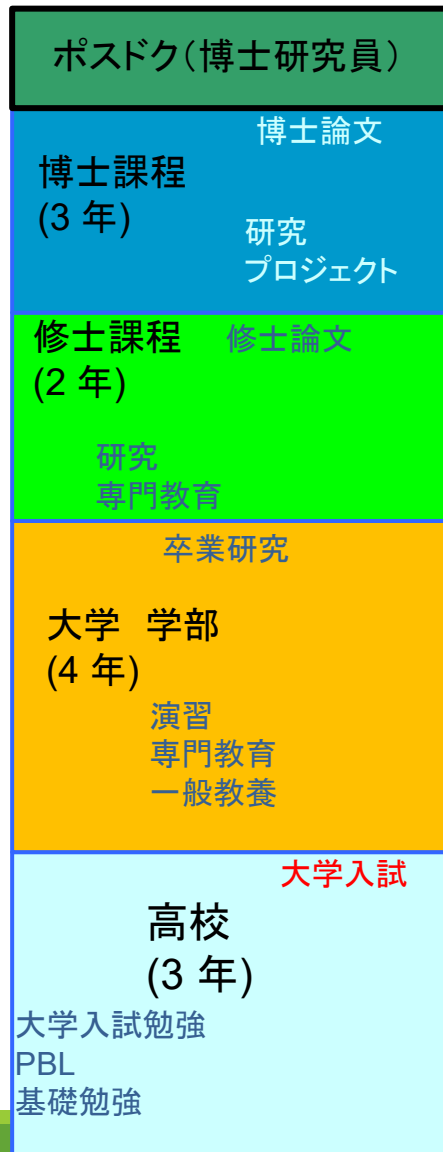 ポスドク（博士研究員）
博士論文
博士課程
(3 年)
研究
プロジェクト
修士課程　修士論文
(2 年)
研究
専門教育
卒業研究
大学　学部
(4 年)
演習
専門教育
一般教養
大学入試
高校
(3 年)
大学入試勉強
PBL
基礎勉強